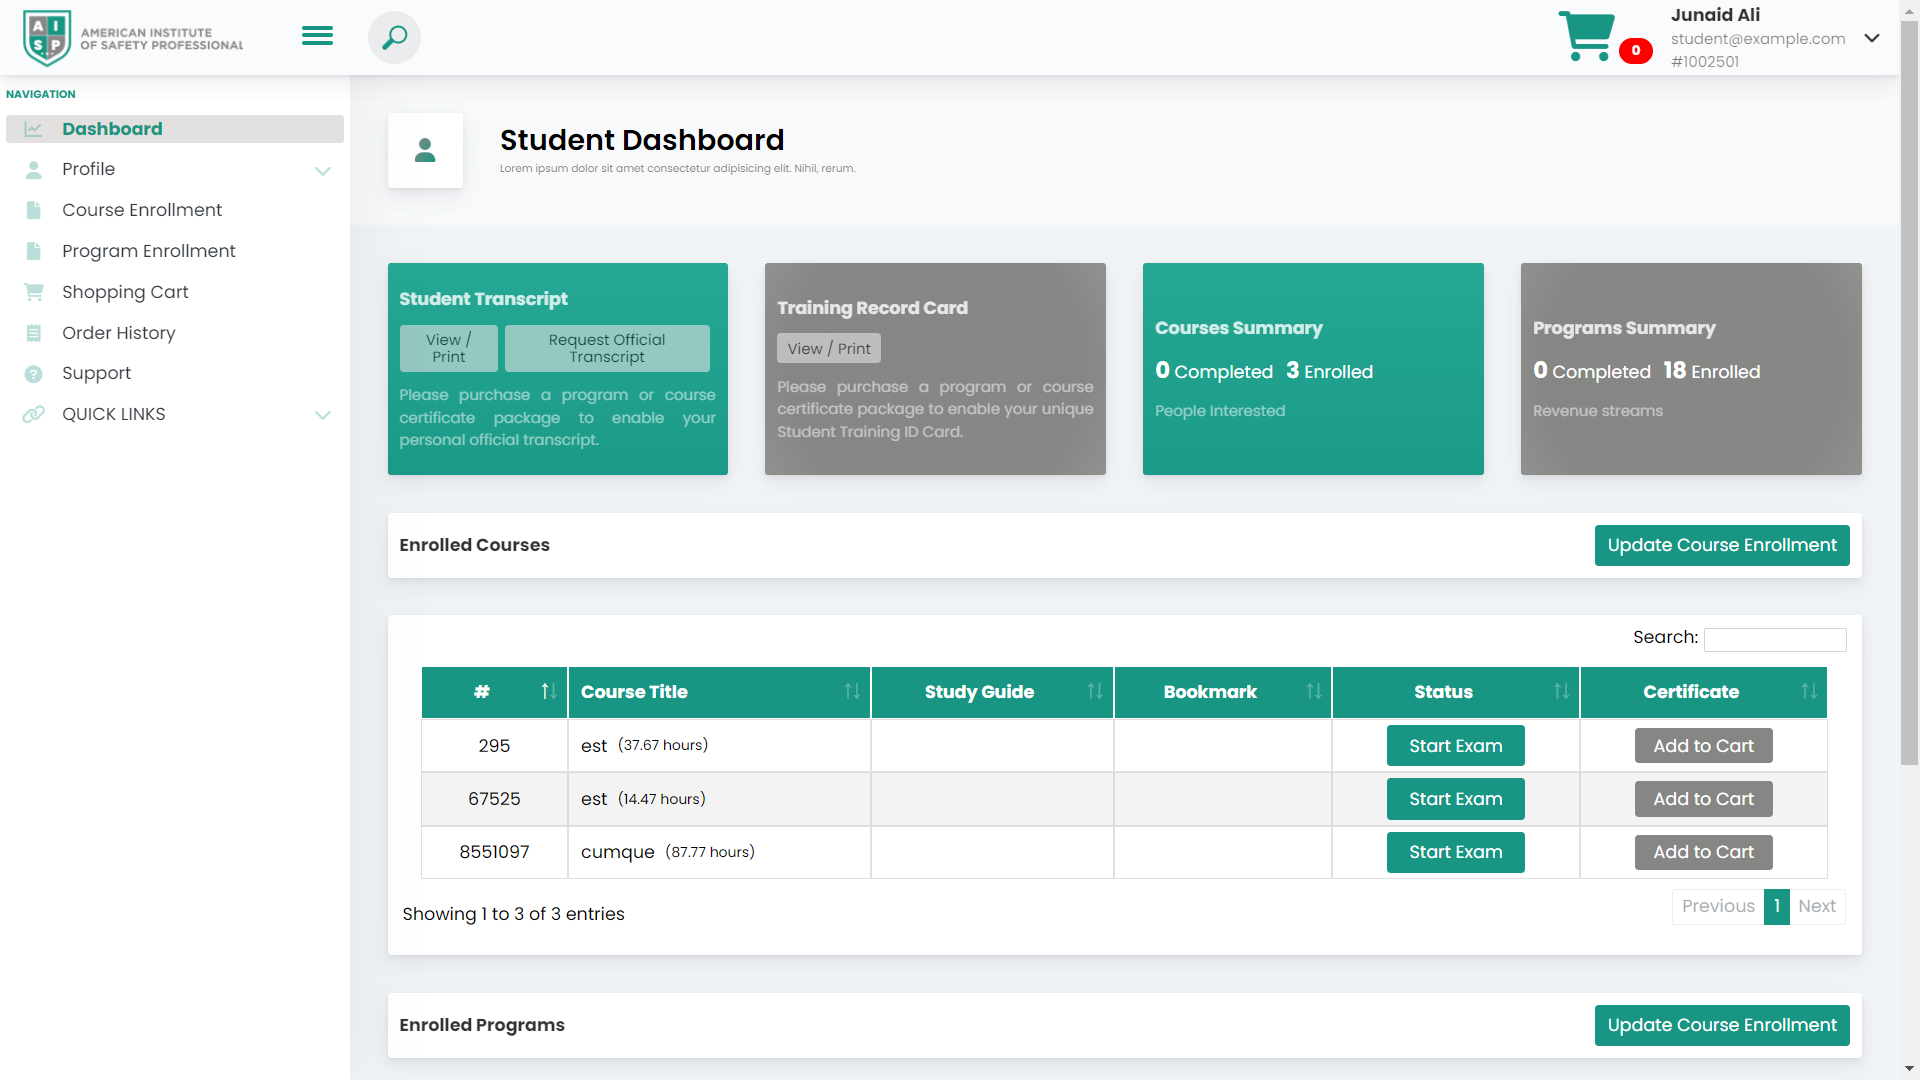 A I
S P
AMERICAN INSTITUTE
OF SAFETY PROFESSIONAL
0
Junaid Ali
student@example.com
#1002501
NAVIGATION
Dashboard
Profile
Course Enrollment
Program Enrollment
Shopping Cart
Order History
? Support
QUICK LINKS
Student Dashboard
Lorem ipsum dolor sit amet consectetur adipisicing elit. Nihil, rerum.
Student Transcript
View /
Print
Request Official
Transcript
Please purchase a program or course
certificate package to enable your
personal official transcript.
Training Record Card
View / Print
Please purchase a program or course
certificate package to enable your unique
Student Training ID Card.
Courses Summary
0 Completed 3 Enrolled
People Interested
Programs Summary
0 Completed 18 Enrolled
Revenue streams
Enrolled Courses
Update Course Enrollment
Search:
# Course Title Study Guide Bookmark Status Certificate
295 est (37.67 hours) Start Exam Add to Cart
67525 est (14.47 hours) Start Exam Add to Cart
8551097 cumque (87.77 hours) Start Exam Add to Cart
Showing 1 to 3 of 3 entries
Previous 1 Next
Enrolled Programs
Update Course Enrollment